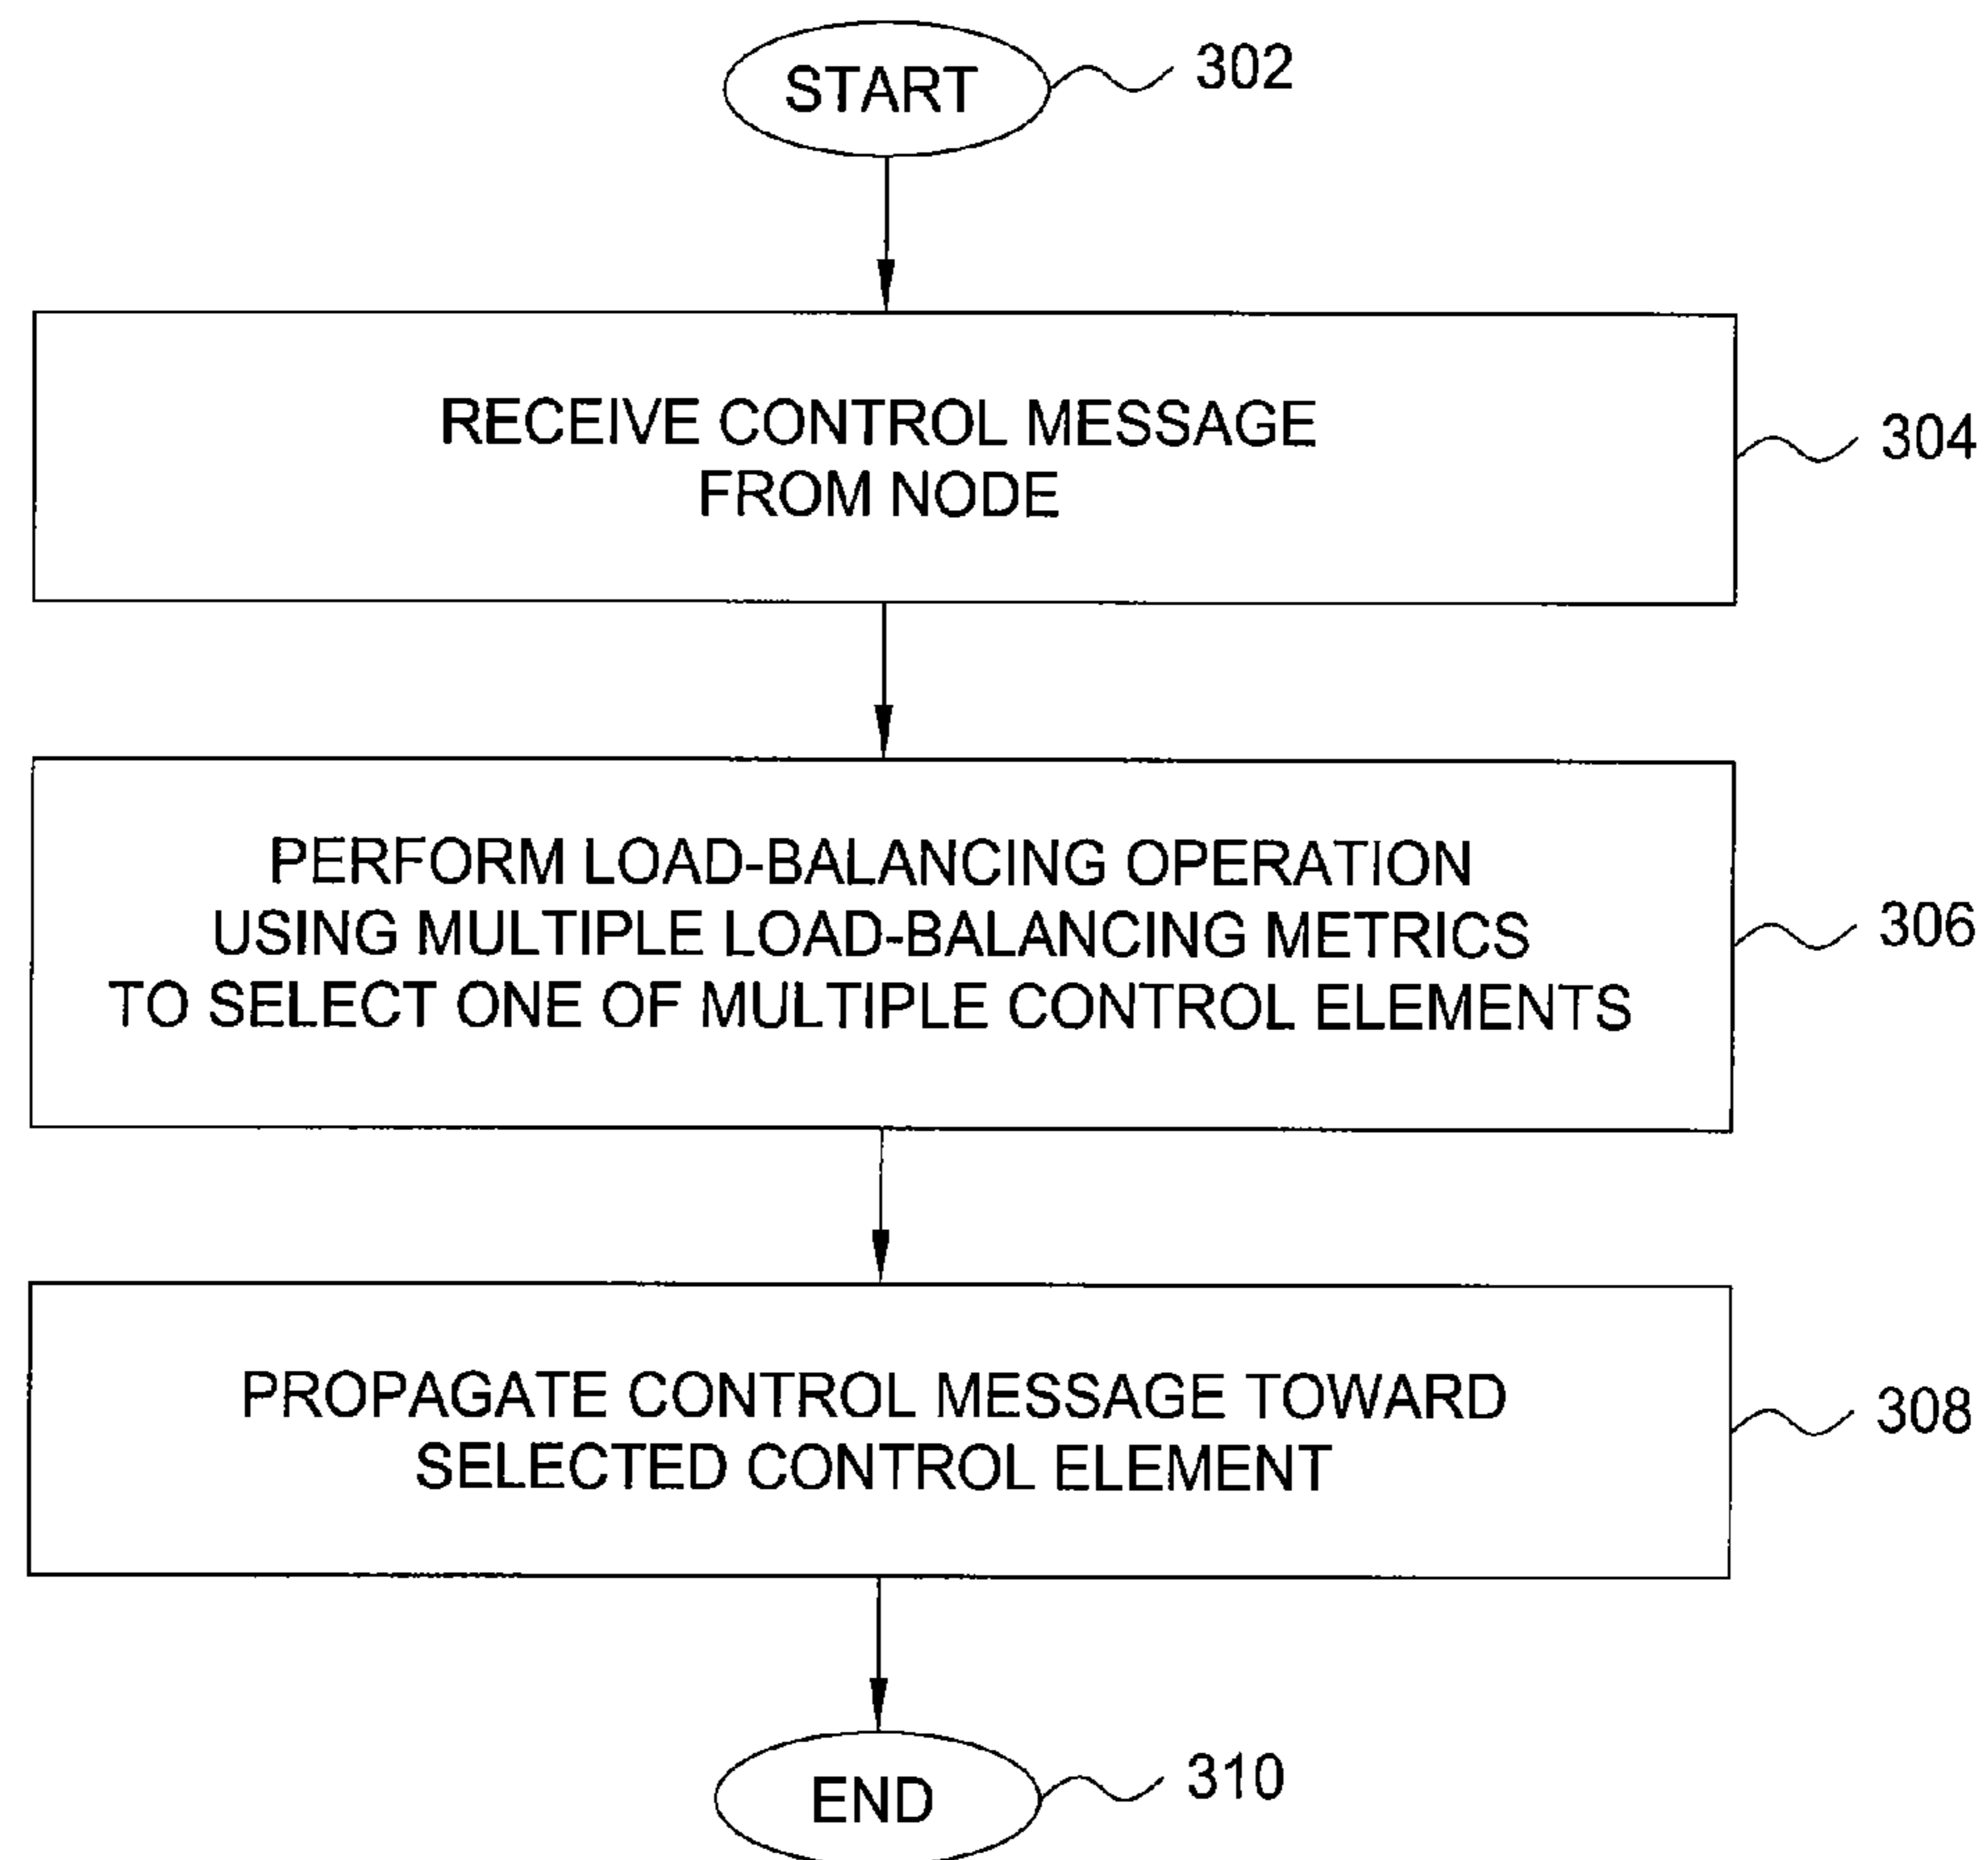 START
302
RECEIVE CONTROL MESSAGE
FROM NODE
304
PERFORM LOAD-BALANCING OPERATION
USING MULTIPLE LOAD-BALANCING METRICS
TO SELECT ONE OF MULTIPLE CONTROL ELEMENTS
306
PROPAGATE CONTROL MESSAGE TOWARD
SELECTED CONTROL ELEMENT
308
END
310